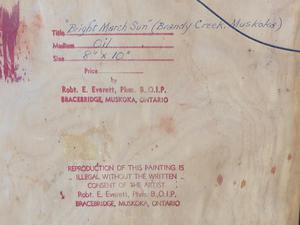 Title "Bright March Sun" (Brandy Creek, Muskoka)
Medium Oil
Size 8" x 10"
Price
by
Robt. E. Everett, Phm. B.,O.I.P.
BRACEBRIDGE, MUSKOKA, ONTARIO
REPRODUCTION OF THIS PAINTING IS
ILLEGAL WITHOUT THE WRITTEN
CONSENT OF THE ARTIST
Robt. E. Everett, Phm. B., O.I.P.
BRACEBRIDGE, MUSKOKA, ONTARIO